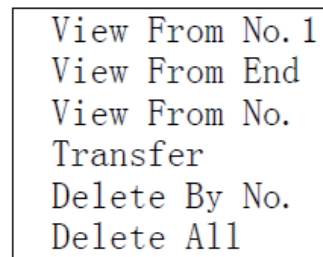 View From No.1
View From End
View From No.
Transfer
Delete By No.
Delete All